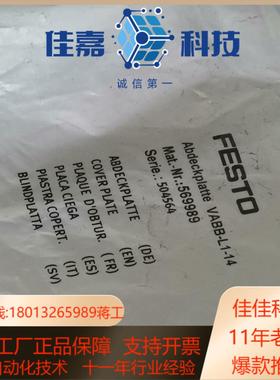 佳嘉 科技
诚信第一
FESTO
Abdeckplatte VABB-L1-14
Mat.-Nr.:569989
Serie.: 504564
ABDECKPLATTE (DE)
COVER PLATE (EN)
PLAQUE D'OBTUR. (FR)
PLACA CIEGA (ES)
PIASTRA COPERT. (IT)
BLINDPLATTA (SV)
线:18013265989蒋工
工厂正品保障 支持开票
自动化技术 十一年行业经验
佳佳科
11年老
爆款推